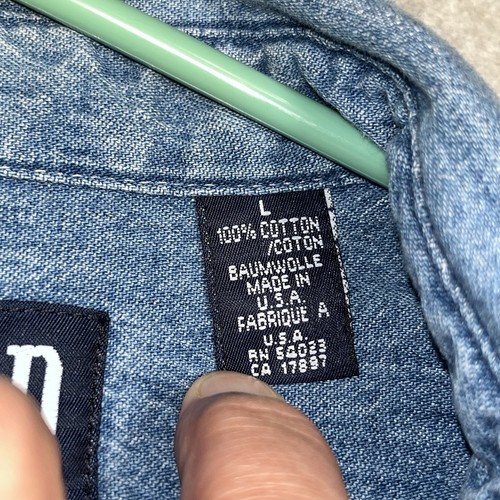 L
100% COTTON
/COTON
BAUMWOLLE
MADE IN
U.S.A.
FABRIQUE A
U.S.A.
RN 54023
CA 17897